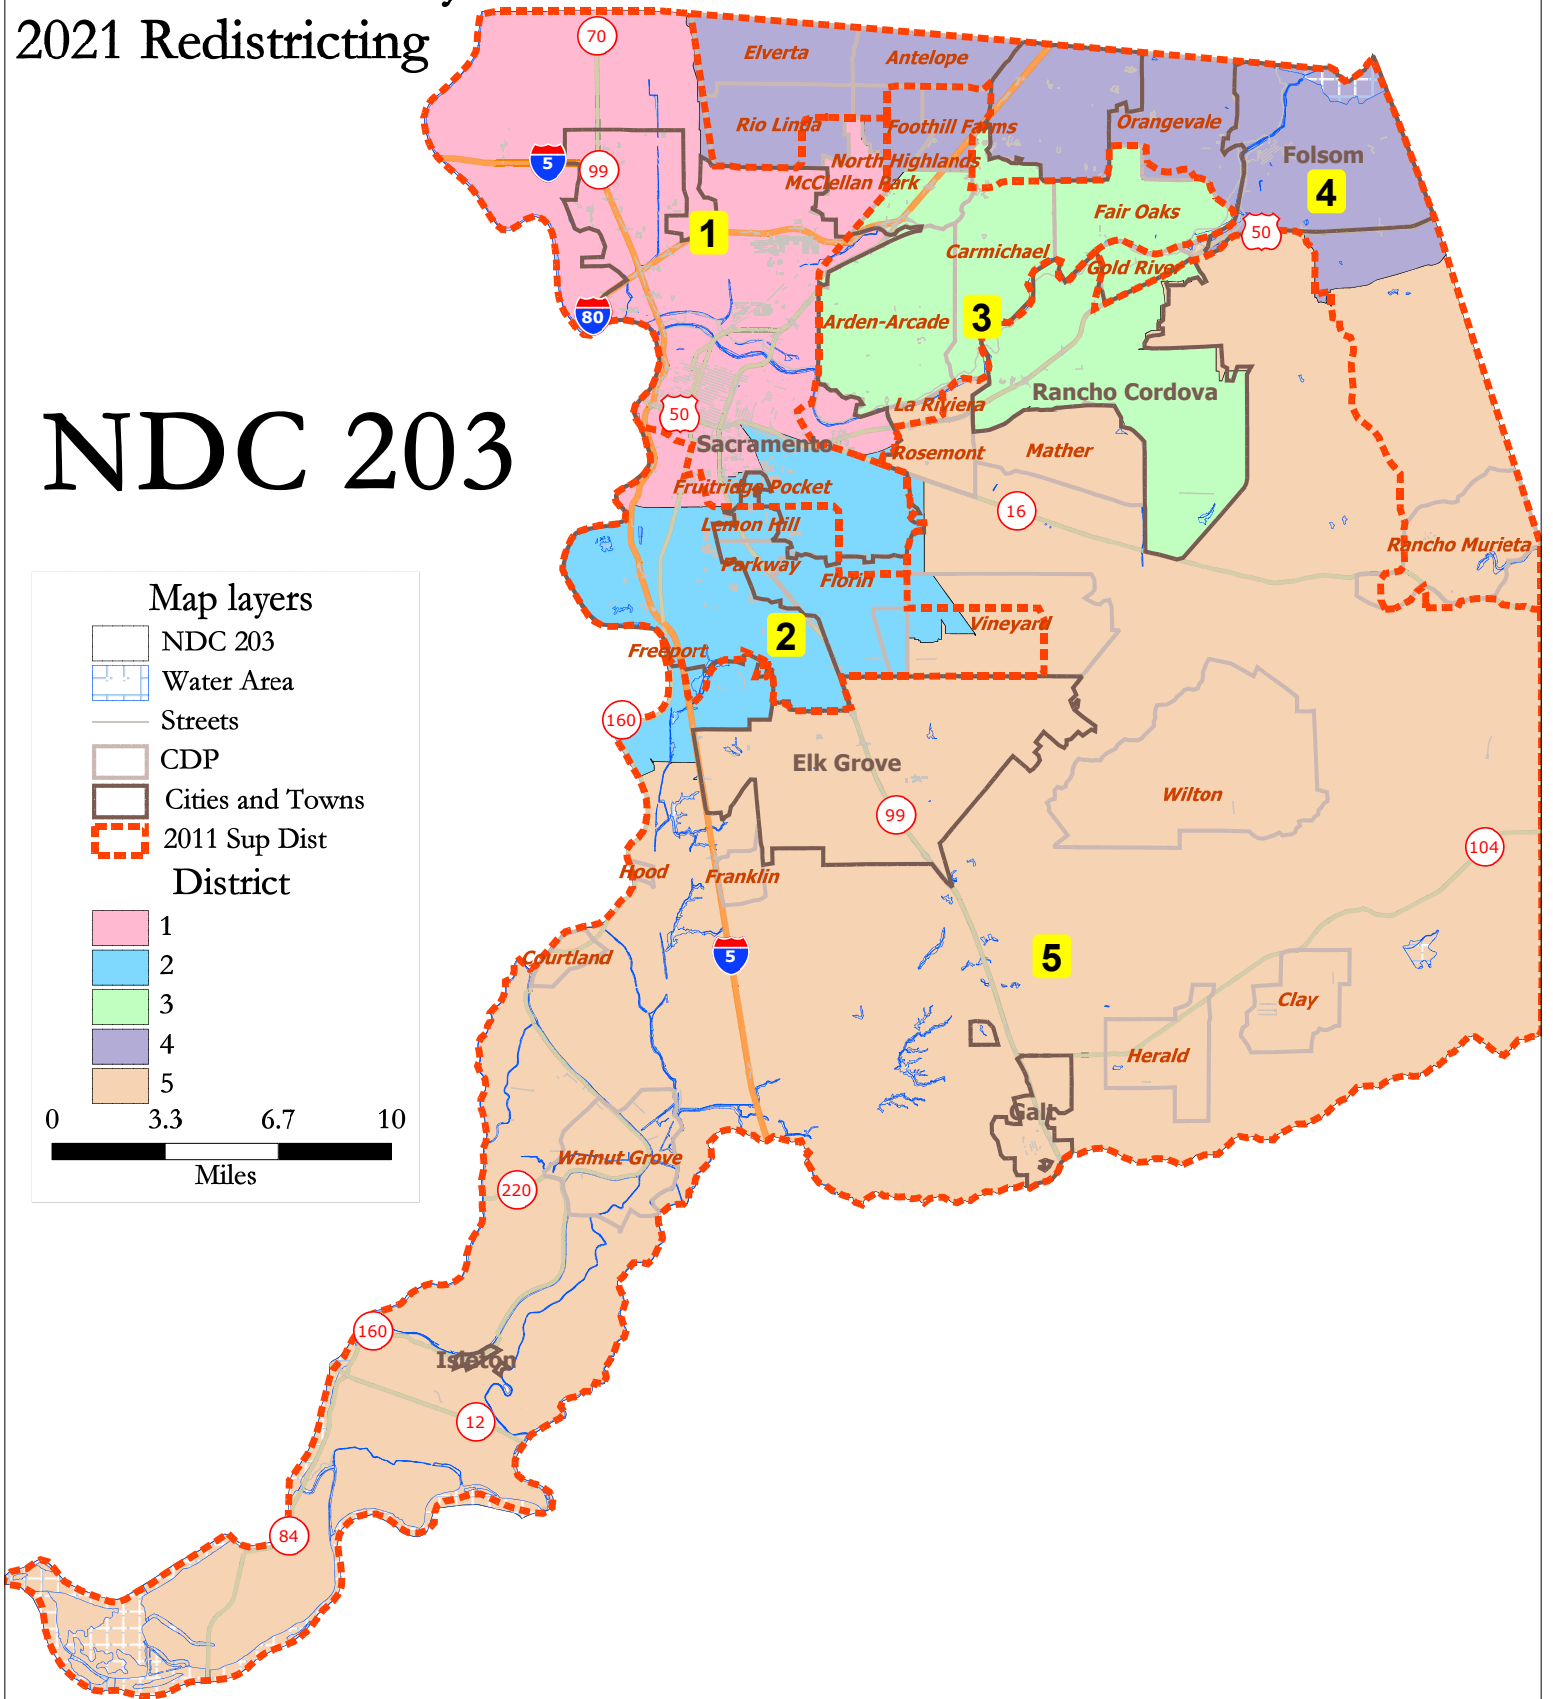 2021 Redistricting
NDC 203
70
Elverta
Antelope
Rio Linda
Foothill Farms
Orangevale
5
99
North Highlands
McClellan Park
Folsom
4
1
Fair Oaks
50
Carmichael
Gold River
80
Arden-Arcade
3
Rancho Cordova
La Riviera
50
Sacramento
Rosemont
Mather
Fruitridge Pocket
16
Lemon Hill
Rancho Murieta
Parkway
Florin
Vineyard
2
Freeport
160
Elk Grove
Wilton
99
104
Hood
Franklin
5
5
Courtland
Clay
Herald
Galt
Walnut Grove
220
160
Isleton
12
84
Map layers
NDC 203
Water Area
Streets
CDP
Cities and Towns
2011 Sup Dist
District
1
2
3
4
5
0 3.3 6.7 10
Miles